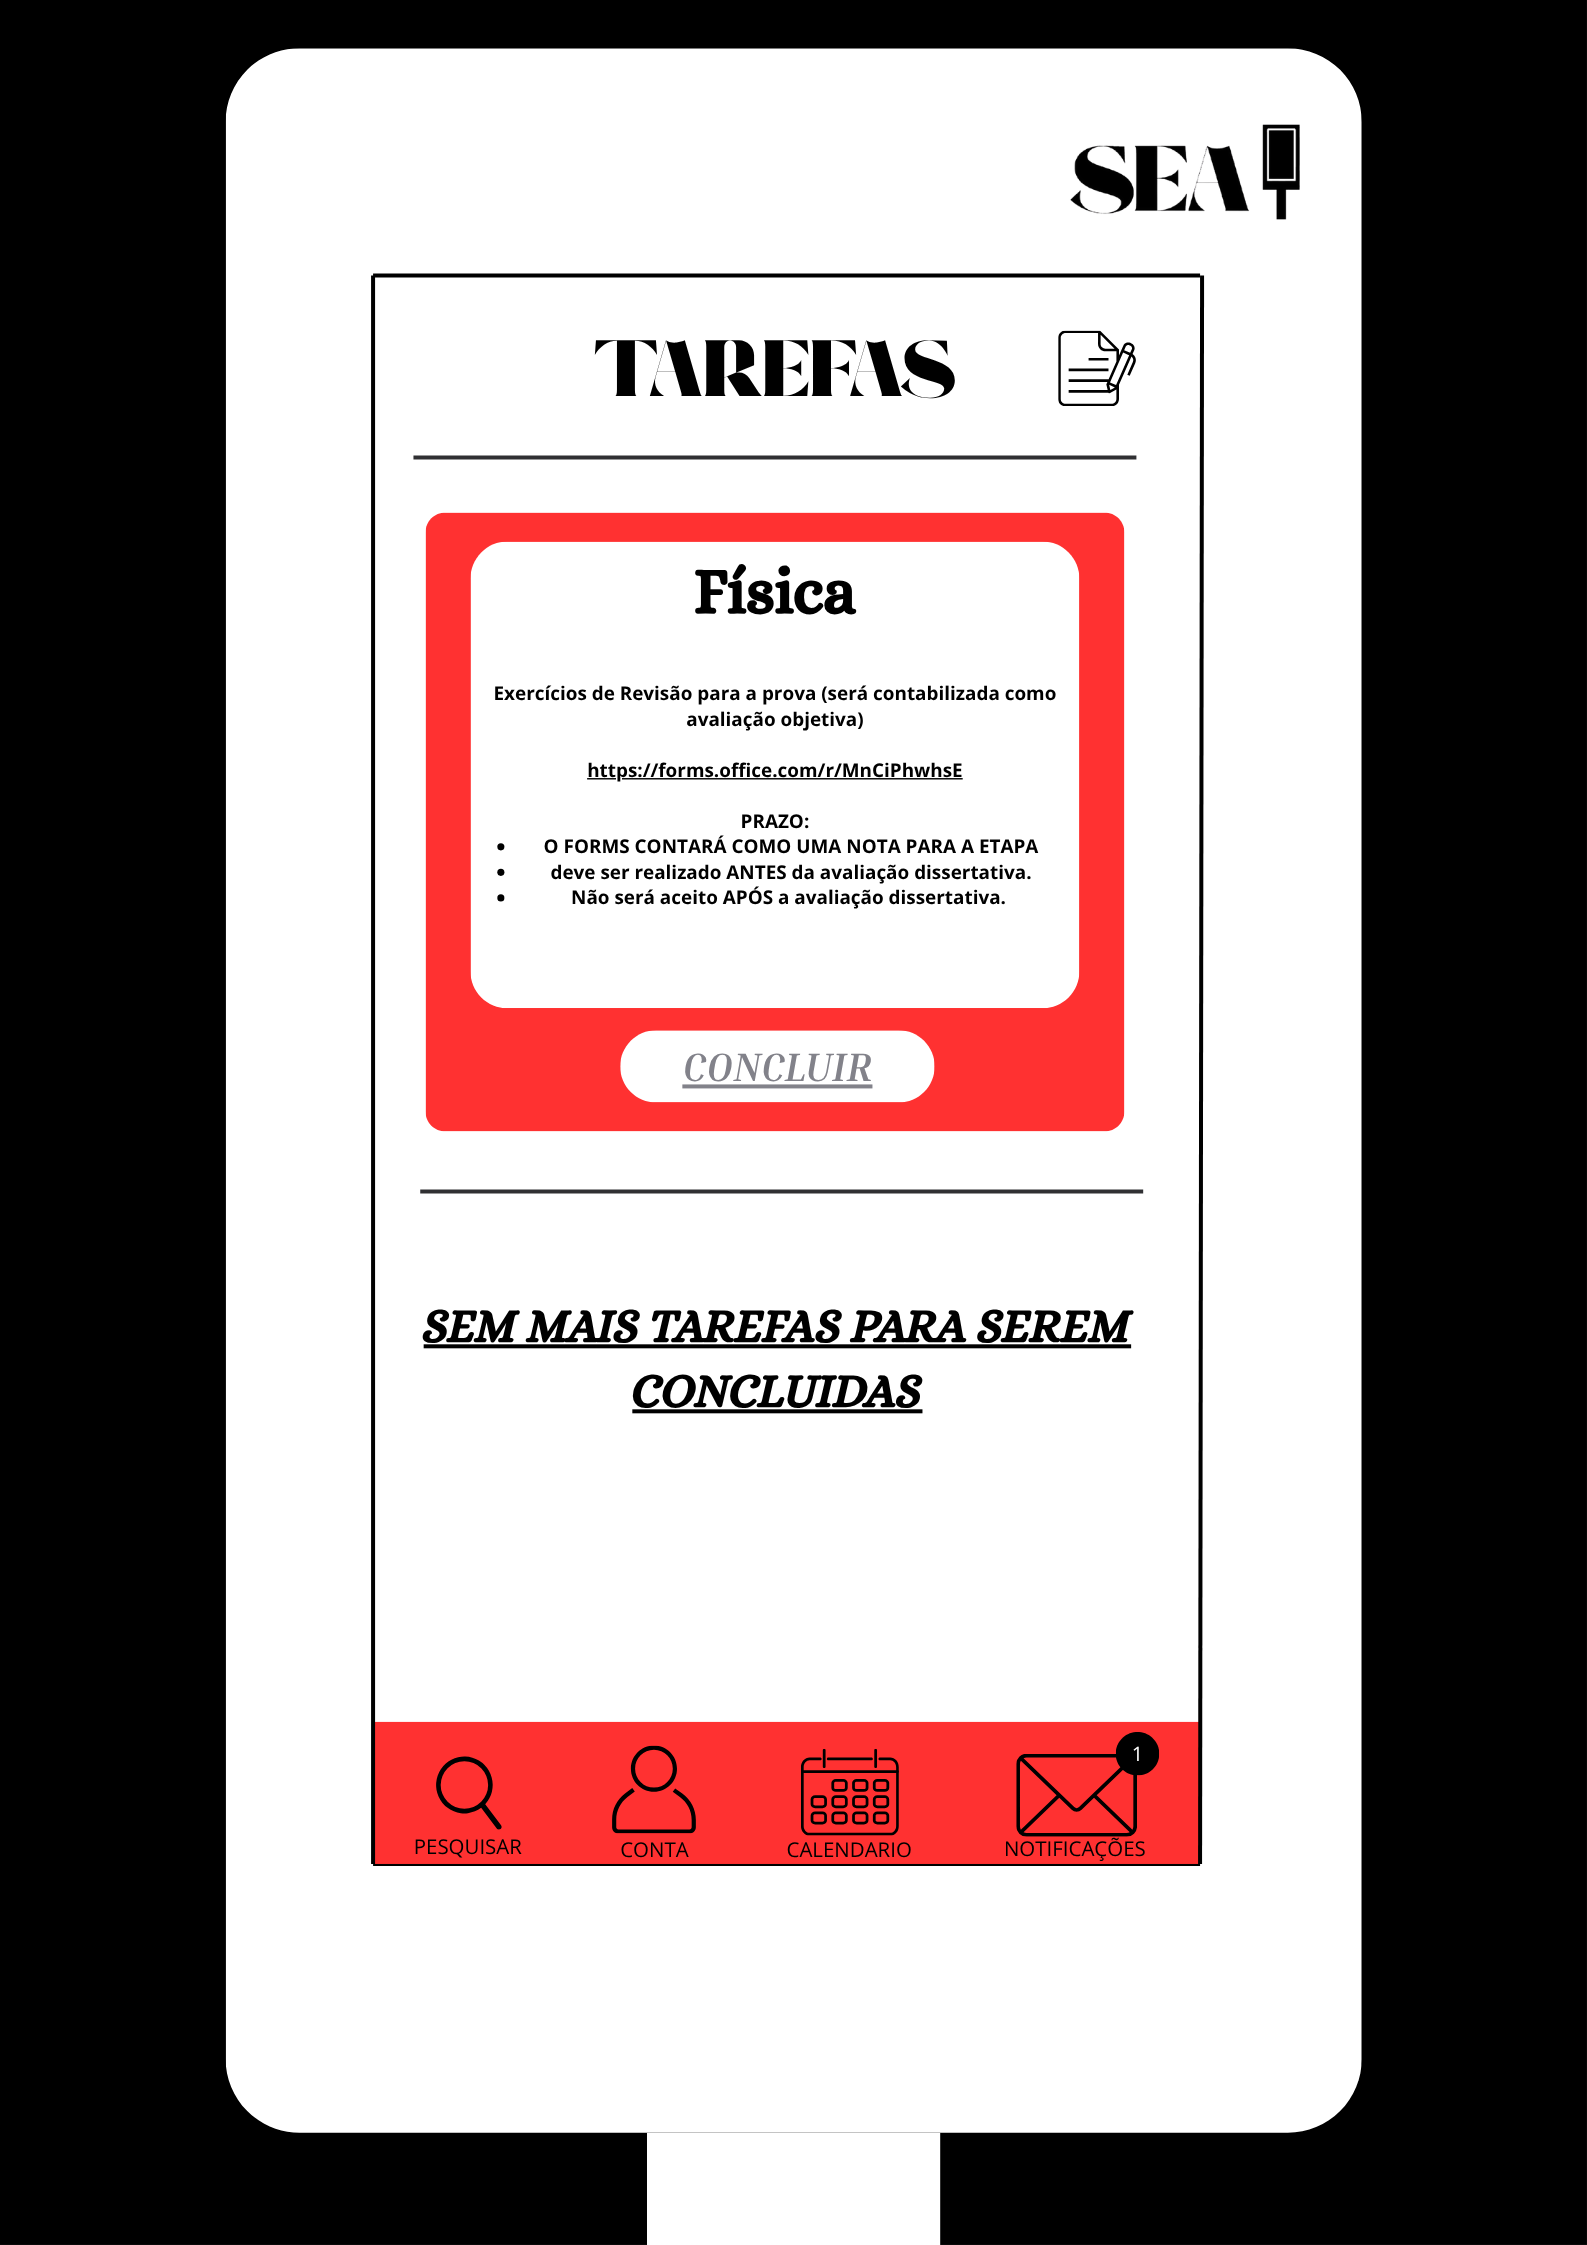 SEA
TAREFAS
Física
Exercícios de Revisão para a prova (será contabilizada como
avaliação objetiva)
https://forms.office.com/r/MnCiPhwhsE
PRAZO:
• O FORMS CONTARÁ COMO UMA NOTA PARA A ETAPA
• deve ser realizado ANTES da avaliação dissertativa.
• Não será aceito APÓS a avaliação dissertativa.
CONCLUIR
SEM MAIS TAREFAS PARA SEREM
CONCLUIDAS
1
PESQUISAR
CONTA
CALENDARIO
NOTIFICAÇÕES